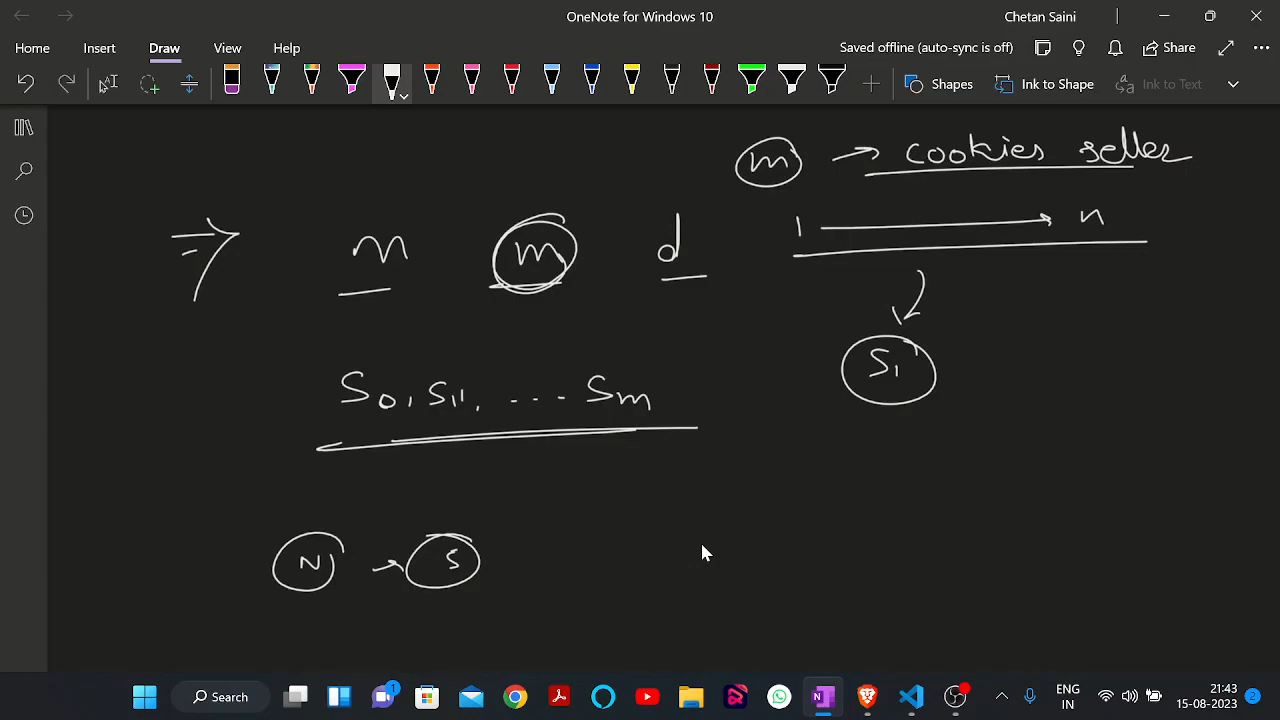 OneNote for Windows 10
Chetan Saini
Home Insert Draw View Help
Saved offline (auto-sync is off)
Share
Shapes
Ink to Shape
Ink to Text
m → cookies seller
1 → n
m m d
S1
S0, S1, . ... Sm
N → S
Search
1
ENG
IN
21:43
15-08-2023
2